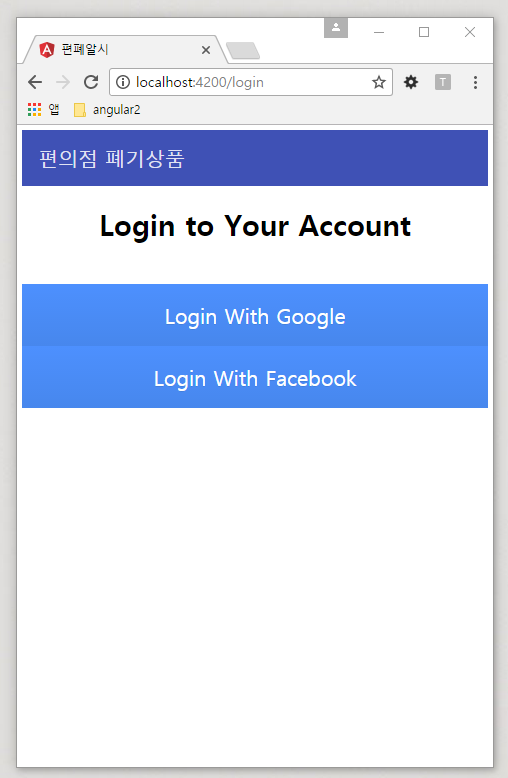 편폐알시
localhost:4200/login
T
앱 angular2
편의점 폐기상품
Login to Your Account
Login With Google
Login With Facebook